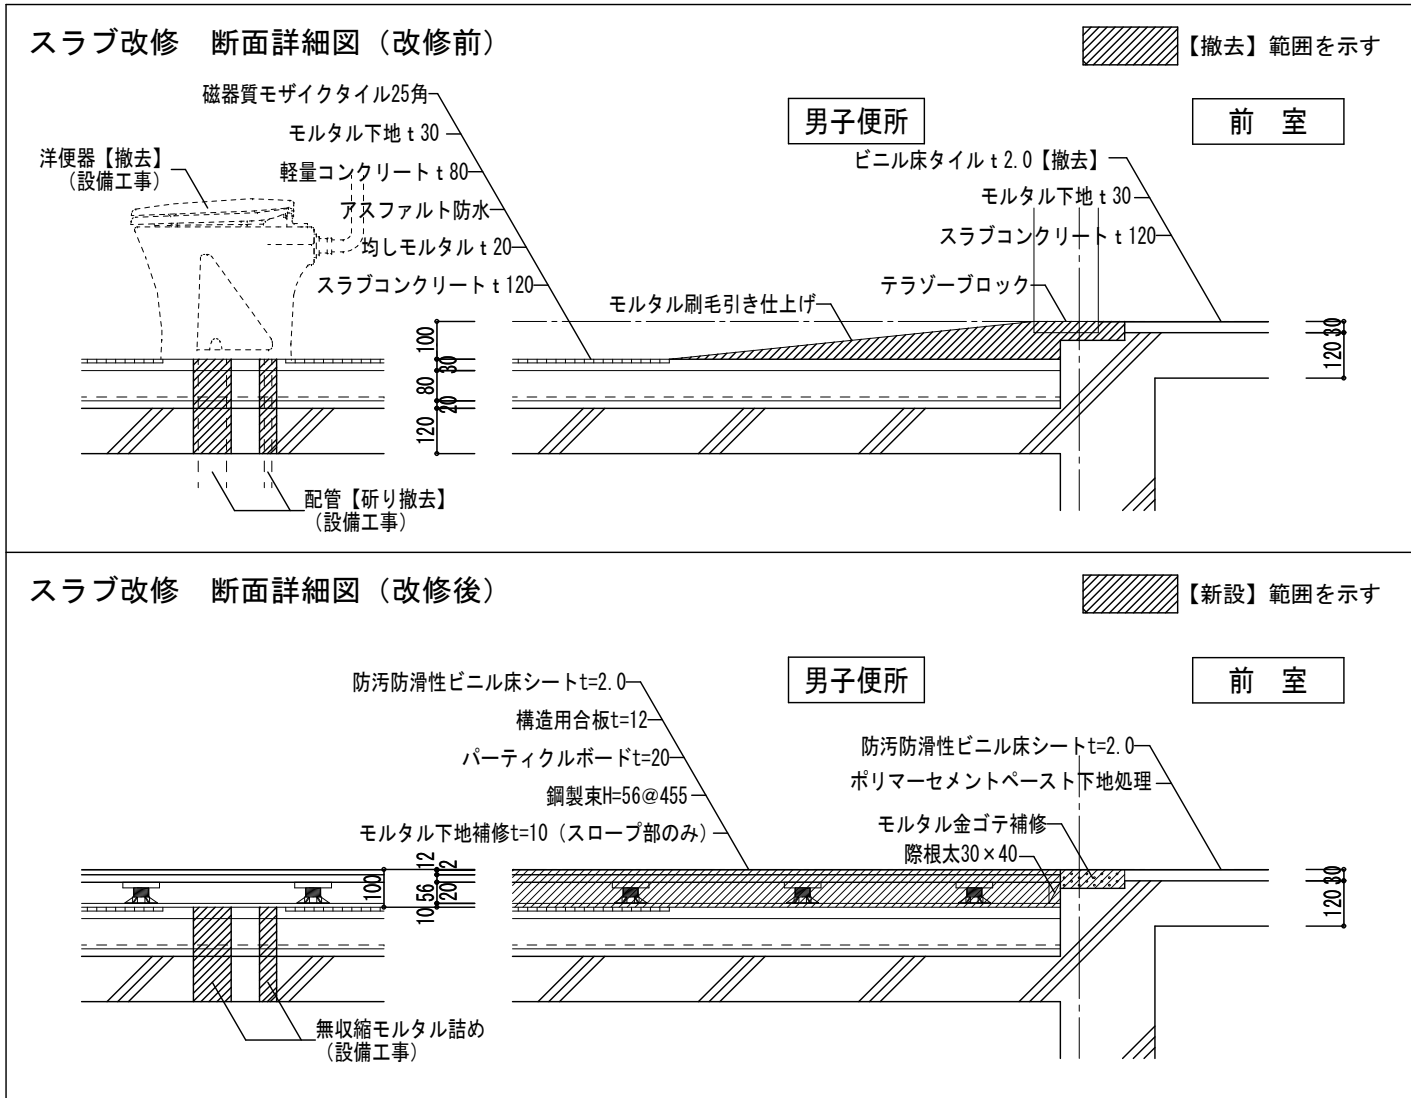 スラブ改修　断面詳細図（改修前）
【撤去】範囲を示す
磁器質モザイクタイル25角
モルタル下地ｔ30
軽量コンクリートｔ80
アスファルト防水
均しモルタルｔ20
スラブコンクリートｔ120
洋便器【撤去】
（設備工事）
男子便所
前　室
ビニル床タイルｔ2.0【撤去】
モルタル下地ｔ30
スラブコンクリートｔ120
テラゾーブロック
モルタル刷毛引き仕上げ
100
30
80
20
120
30
120
配管【斫り撤去】
（設備工事）
スラブ改修　断面詳細図（改修後）
【新設】範囲を示す
男子便所
前　室
防汚防滑性ビニル床シートt=2.0
構造用合板t=12
パーティクルボードt=20
鋼製束H=56@455
モルタル下地補修t=10（スロープ部のみ）
防汚防滑性ビニル床シートt=2.0
ポリマーセメントペースト下地処理
モルタル金ゴテ補修
際根太30×40
12
2
100
56
20
10
30
120
無収縮モルタル詰め
（設備工事）